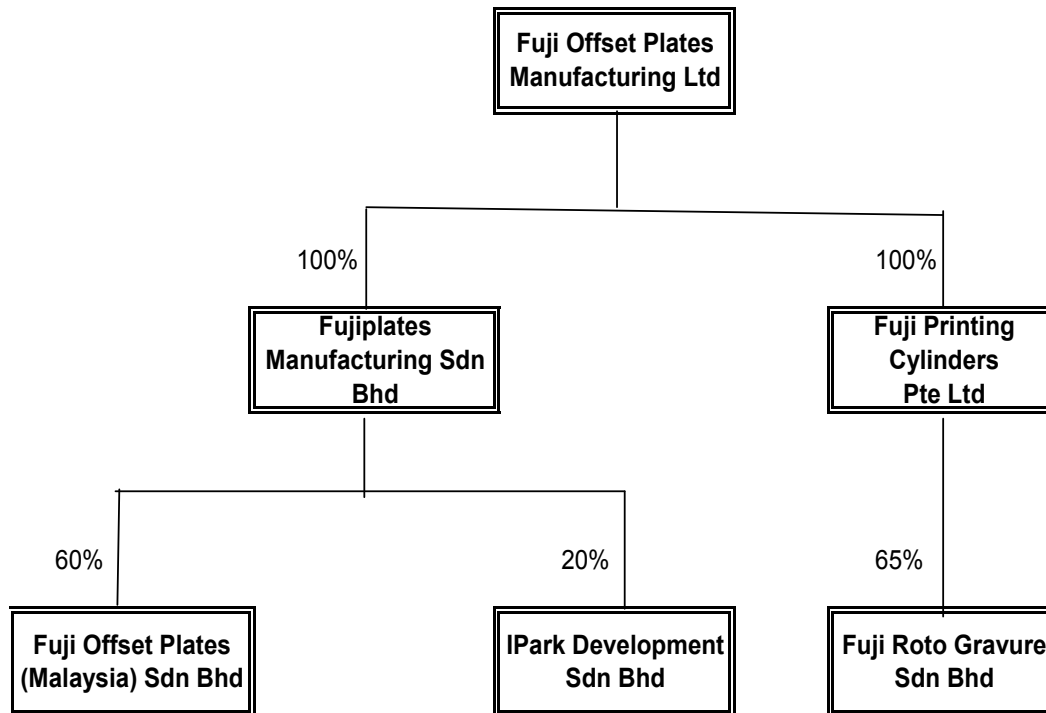 Fuji Offset Plates
Manufacturing Ltd
100%
100%
Fujiplates
Manufacturing Sdn
Bhd
Fuji Printing
Cylinders
Pte Ltd
60%
20%
65%
Fuji Offset Plates
(Malaysia) Sdn Bhd
IPark Development
Sdn Bhd
Fuji Roto Gravure
Sdn Bhd